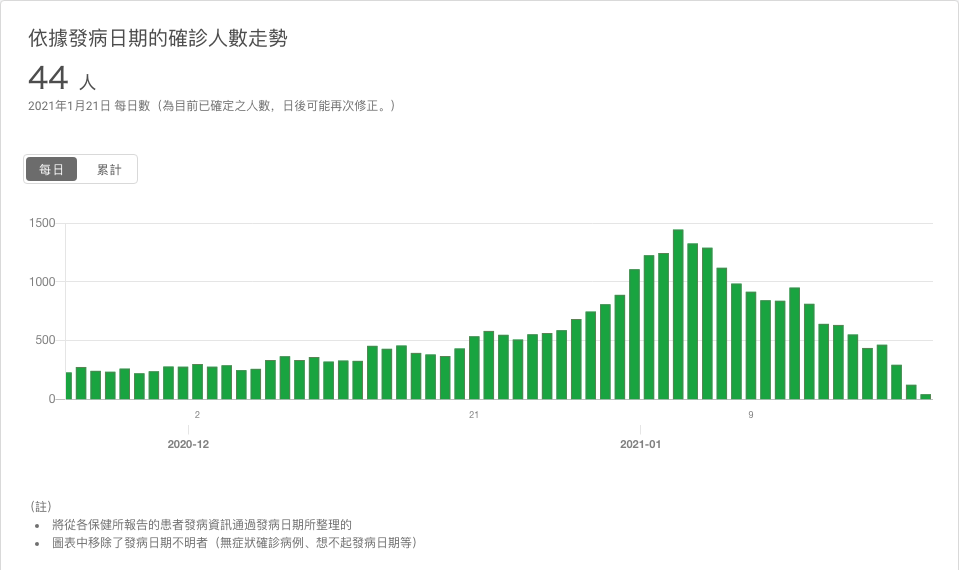 依據發病日期的確診人數走勢
44 人
2021年1月21日 每日數（為目前已確定之人數，日後可能再次修正。）
每日 累計
1500
1000
500
0
2 21 9
2020-12 2021-01
（註）
• 將從各保健所報告的患者發病資訊通過發病日期所整理的
• 圖表中移除了發病日期不明者（無症狀確診病例、想不起發病日期等）